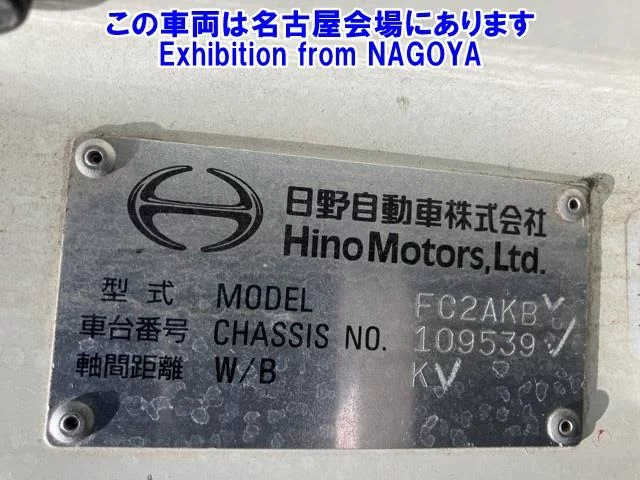 この車両は名古屋会場にあります
Exhibition from NAGOYA
日野自動車株式会社
Hino Motors, Ltd.
型式 MODEL FC2AKB
車台番号 CHASSIS NO. 109539
軸間距離 W/B K